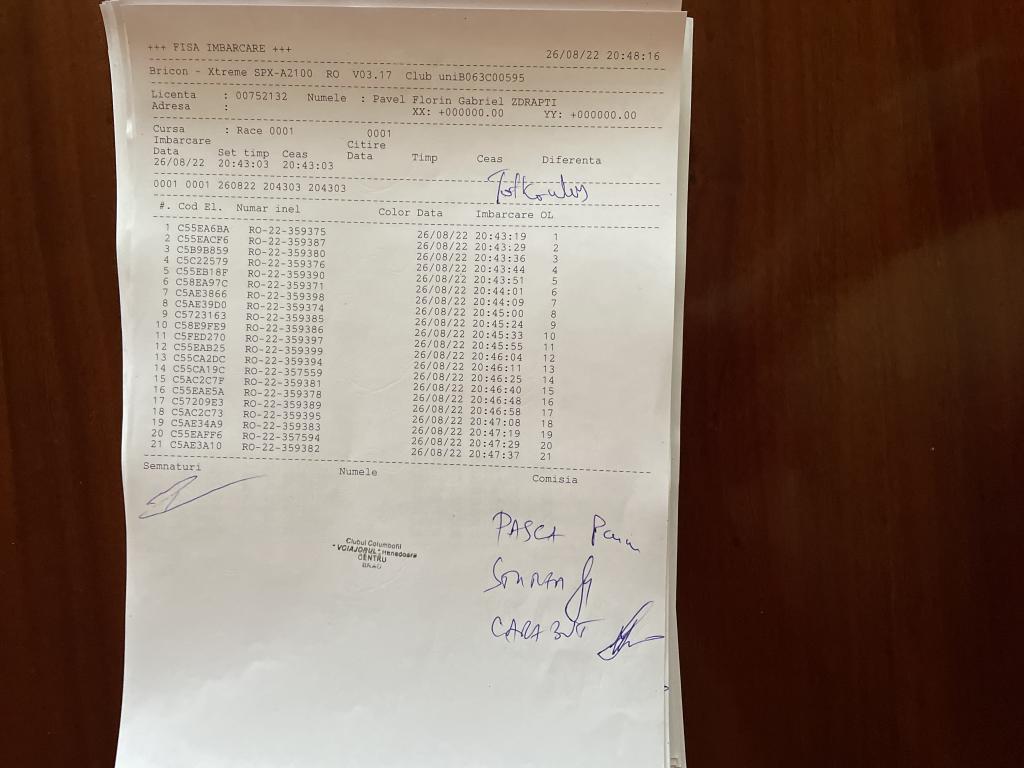 +++ FISA IMBARCARE +++ 26/08/22 20:48:16
Bricon - Xtreme SPX-A2100 RO V03.17 Club uniB063C00595
Licenta : 00752132 Numele : Pavel Florin Gabriel ZDRAPTI
Adresa : XX: +000000.00 YY: +000000.00
Cursa : Race 0001 0001
Imbarcare Citire
Data Set timp Ceas Data Timp Ceas Diferenta
26/08/22 20:43:03 20:43:03
0001 0001 260822 204303 204303
#. Cod El. Numar inel Color Data Imbarcare OL
1 C55EA6BA RO-22-359375 26/08/22 20:43:19 1
2 C55EACF6 RO-22-359387 26/08/22 20:43:29 2
3 C5B9B859 RO-22-359380 26/08/22 20:43:36 3
4 C5C22579 RO-22-359376 26/08/22 20:43:44 4
5 C55EB18F RO-22-359390 26/08/22 20:43:51 5
6 C58EA97C RO-22-359371 26/08/22 20:44:01 6
7 C5AE3866 RO-22-359398 26/08/22 20:44:09 7
8 C5AE39D0 RO-22-359374 26/08/22 20:45:00 8
9 C5723163 RO-22-359385 26/08/22 20:45:24 9
10 C58E9FE9 RO-22-359386 26/08/22 20:45:33 10
11 C5FED270 RO-22-359397 26/08/22 20:45:55 11
12 C55EAB25 RO-22-359399 26/08/22 20:46:04 12
13 C55CA2DC RO-22-359394 26/08/22 20:46:11 13
14 C55CA19C RO-22-357559 26/08/22 20:46:25 14
15 C5AC2C7F RO-22-359381 26/08/22 20:46:40 15
16 C55EAE5A RO-22-359378 26/08/22 20:46:48 16
17 C57209E3 RO-22-359389 26/08/22 20:46:58 17
18 C5AC2C73 RO-22-359395 26/08/22 20:47:08 18
19 C5AE34A9 RO-22-359383 26/08/22 20:47:19 19
20 C55EAFF6 RO-22-357594 26/08/22 20:47:29 20
21 C5AE3A10 RO-22-359382 26/08/22 20:47:37 21
Semnaturi Numele Comisia
PASCA
Clubul Columbofil
"VOIAJORUL" Hunedoara
CENTRU
BRAD